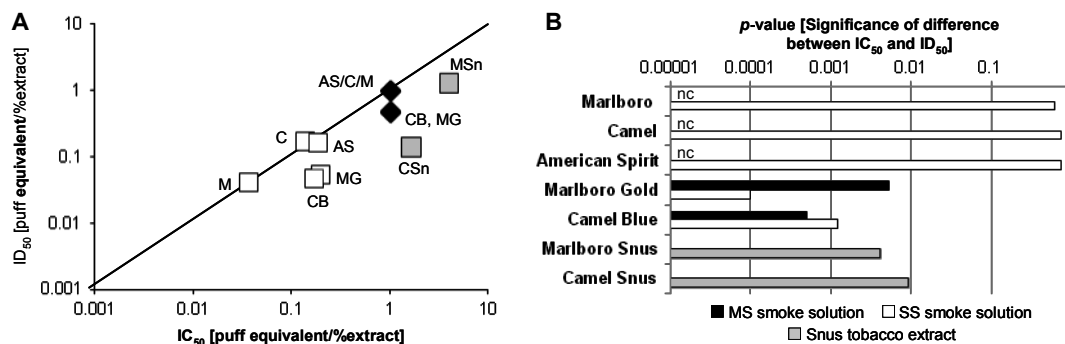 A
ID50 [puff equivalent/%extract]
10
1
0.1
0.01
0.001
AS/C/M
MSn
CB, MG
C
AS
CSn
M
MG
CB
0.001
0.01
0.1
1
10
IC50 [puff equivalent/%extract]
B
p-value [Significance of difference
between IC50 and ID50]
0.00001
0.0001
0.001
0.01
0.1
Marlboro
nc
Camel
nc
American Spirit
nc
Marlboro Gold
Camel Blue
Marlboro Snus
Camel Snus
MS smoke solution
SS smoke solution
Snus tobacco extract